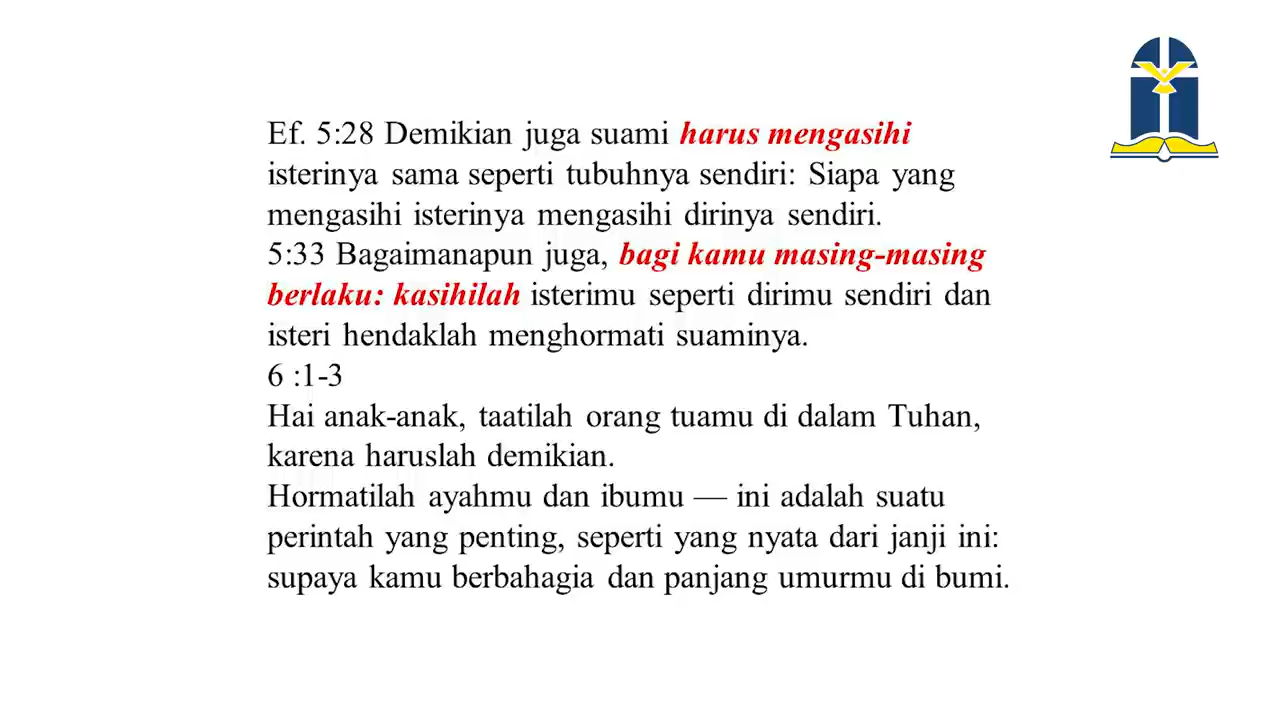 Ef. 5:28 Demikian juga suami harus mengasihi
isterinya sama seperti tubuhnya sendiri: Siapa yang
mengasihi isterinya mengasihi dirinya sendiri.
5:33 Bagaimanapun juga, bagi kamu masing-masing
berlaku: kasihilah isterimu seperti dirimu sendiri dan
isteri hendaklah menghormati suaminya.
6 :1-3
Hai anak-anak, taatilah orang tuamu di dalam Tuhan,
karena haruslah demikian.
Hormatilah ayahmu dan ibumu — ini adalah suatu
perintah yang penting, seperti yang nyata dari janji ini:
supaya kamu berbahagia dan panjang umurmu di bumi.